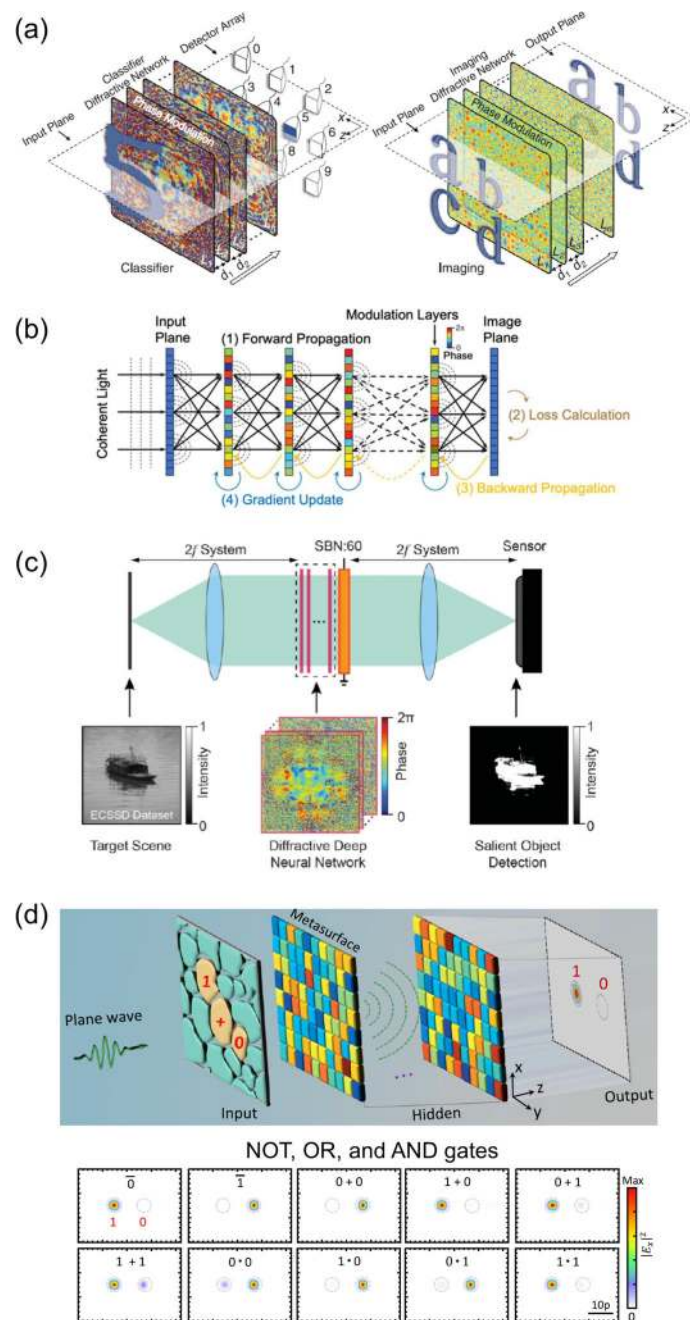 (a)
Detector Array
Classifier
Diffractive Network
Input Plane
Phase Modulation
0
1
2
3
4
5
6
8
9
x
z
d₁
d₂
Classifier
Output Plane
Imaging
Diffractive Network
Input Plane
Phase Modulation
a b
c d
a b
d
x
z
d₁
d₂
Imaging
(b)
Input
Plane
(1) Forward Propagation
Modulation Layers
2π
0
Phase
Image
Plane
Coherent Light
(2) Loss Calculation
(3) Backward Propagation
(4) Gradient Update
(c)
2f System
SBN:60
2f System
Sensor
...
ECSSD Dataset
1
Intensity
0
Target Scene
2π
Phase
0
Diffractive Deep
Neural Network
1
Intensity
0
Salient Object
Detection
(d)
Metasurface
Plane wave
1
+
0
Input
...
Hidden
x
z
y
1
0
Output
NOT, OR, and AND gates
0̅
1 0
1̅
0 + 0
1 + 0
0 + 1
1 + 1
0 • 0
1 • 0
0 • 1
1 • 1
10p
Max
|Eₓ|²
0